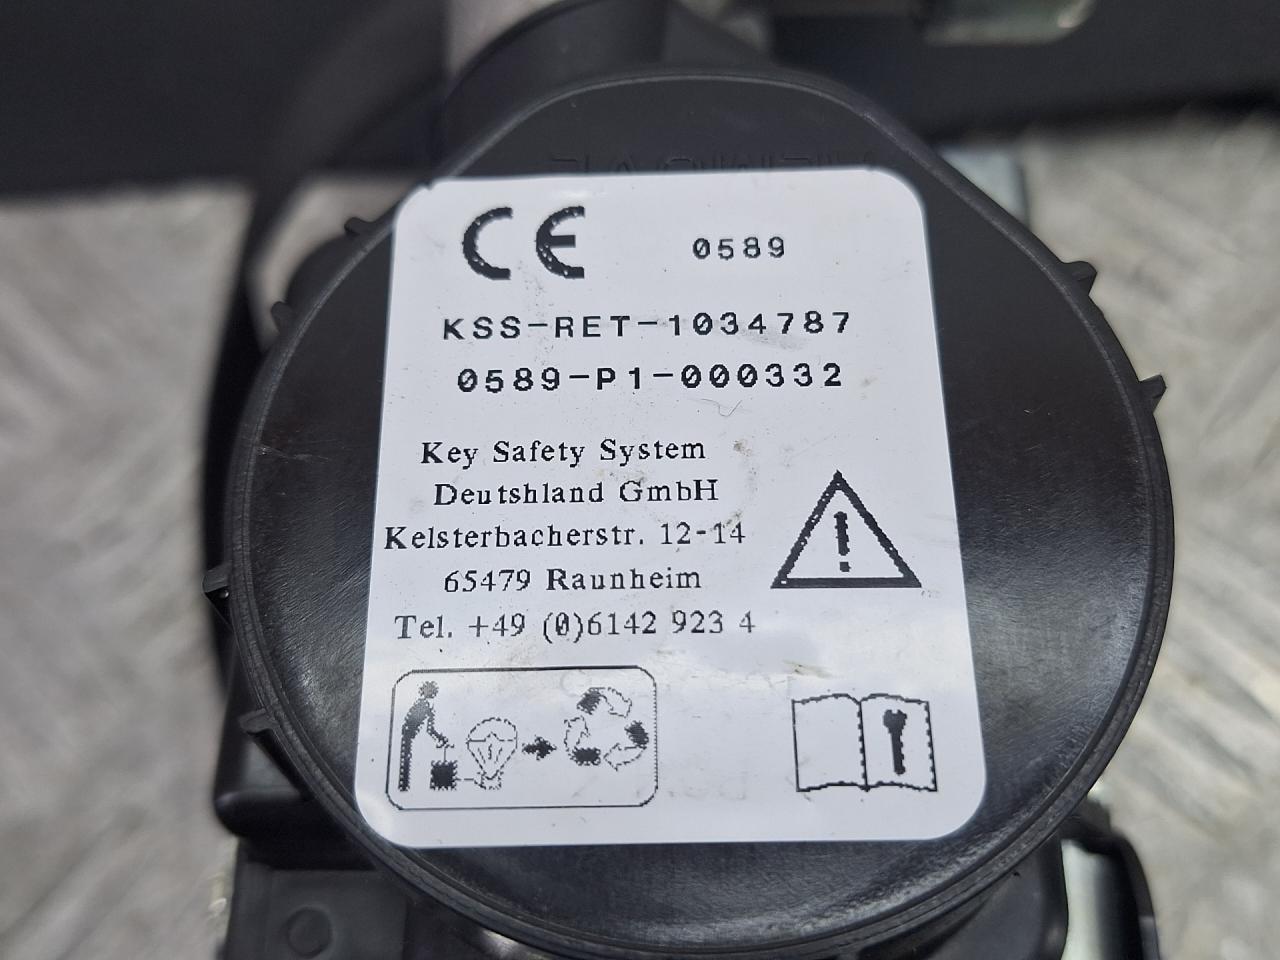 CE 0589
KSS-RET-1034787
0589-P1-000332
Key Safety System
Deutshland GmbH
Kelsterbacherstr. 12-14
65479 Raunheim
Tel. +49 (0)6142 923 4